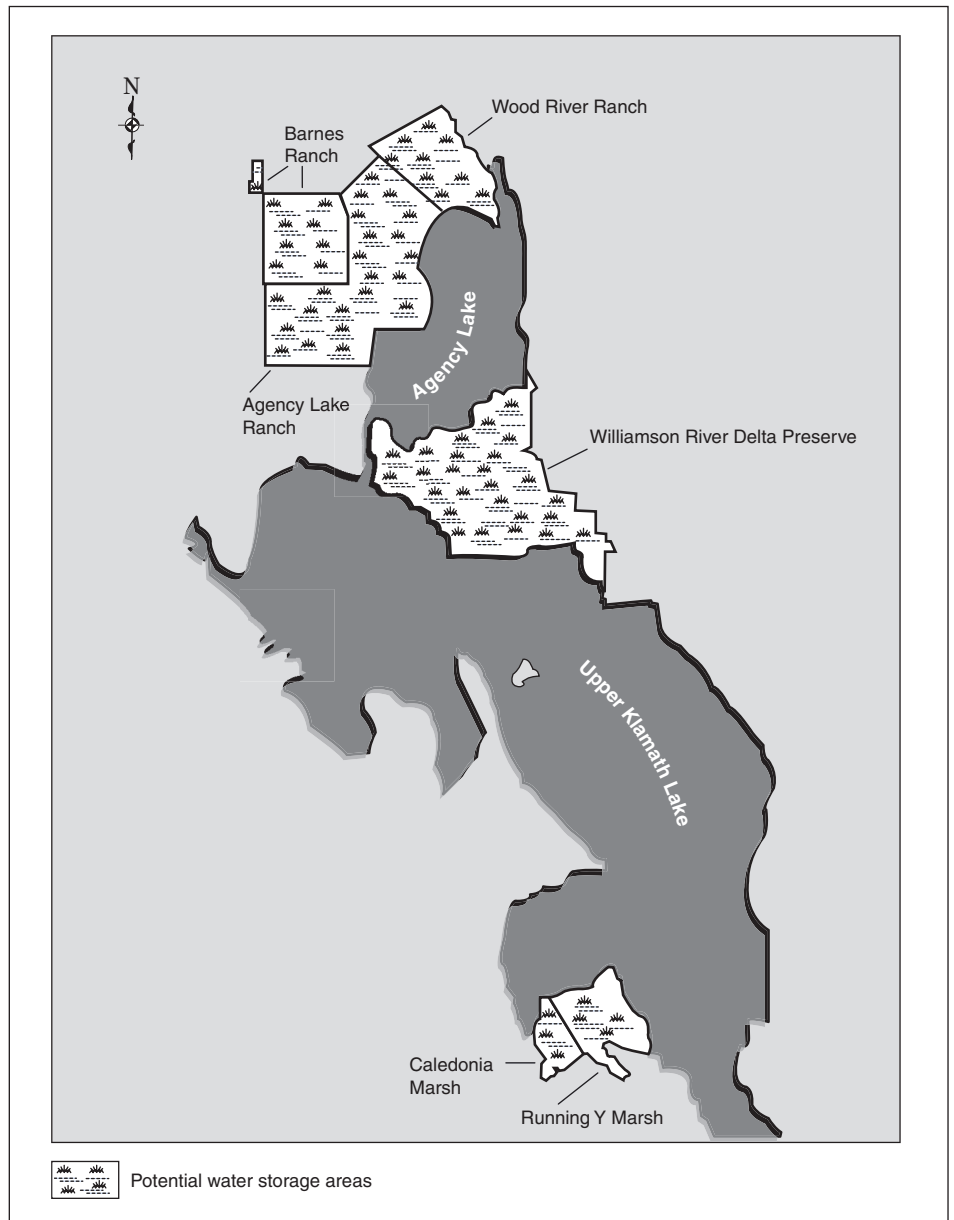 N
Wood River Ranch
Barnes
Ranch
Agency Lake
Agency Lake
Ranch
Williamson River Delta Preserve
Upper Klamath Lake
Caledonia
Marsh
Running Y Marsh
Potential water storage areas